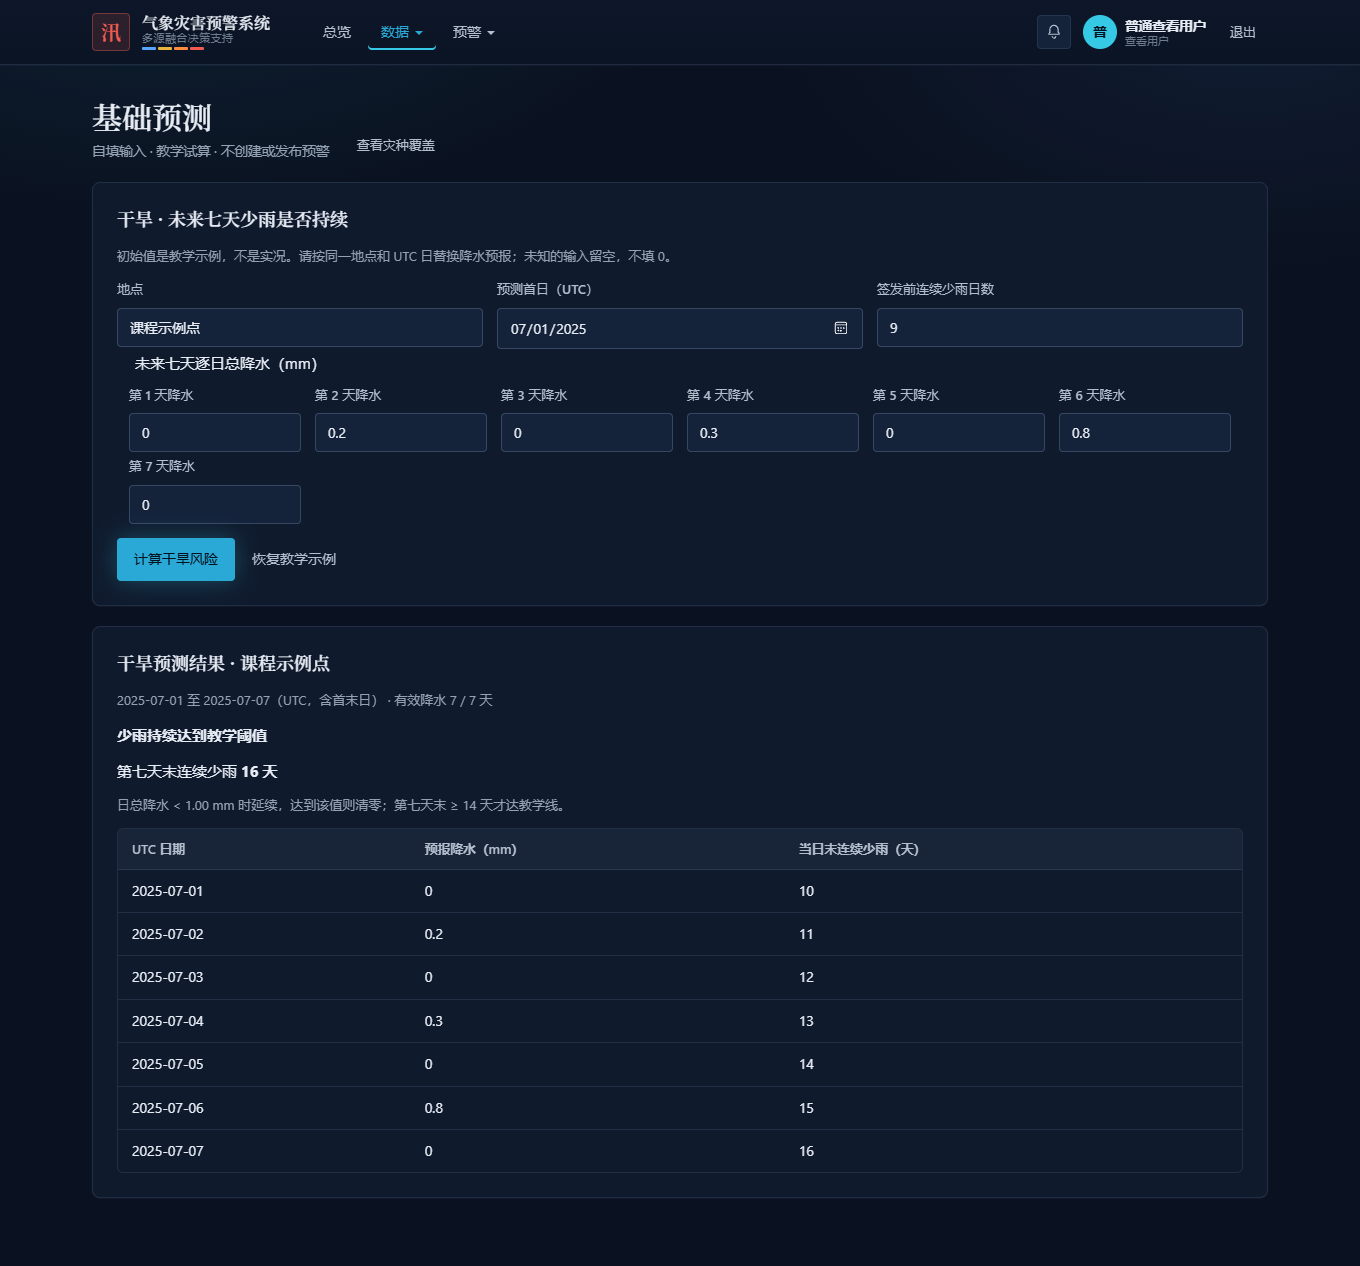 汛
气象灾害预警系统
多源融合决策支持
总览
数据
预警
普
普通查看用户
查看用户
退出
基础预测
自填输入 · 教学试算 · 不创建或发布预警
查看灾种覆盖
干旱 · 未来七天少雨是否持续
初始值是教学示例，不是实况。请按同一地点和 UTC 日替换降水预报；未知的输入留空，不填 0。
地点
预测首日（UTC）
签发前连续少雨日数
课程示例点
07/01/2025
9
未来七天逐日总降水（mm）
第 1 天降水
第 2 天降水
第 3 天降水
第 4 天降水
第 5 天降水
第 6 天降水
0
0.2
0
0.3
0
0.8
第 7 天降水
0
计算干旱风险
恢复教学示例
干旱预测结果 · 课程示例点
2025-07-01 至 2025-07-07（UTC，含首末日） · 有效降水 7 / 7 天
少雨持续达到教学阈值
第七天末连续少雨 16 天
日总降水 < 1.00 mm 时延续，达到该值则清零；第七天末 ≥ 14 天才达教学线。
UTC 日期
预报降水（mm）
当日末连续少雨（天）
2025-07-01
0
10
2025-07-02
0.2
11
2025-07-03
0
12
2025-07-04
0.3
13
2025-07-05
0
14
2025-07-06
0.8
15
2025-07-07
0
16